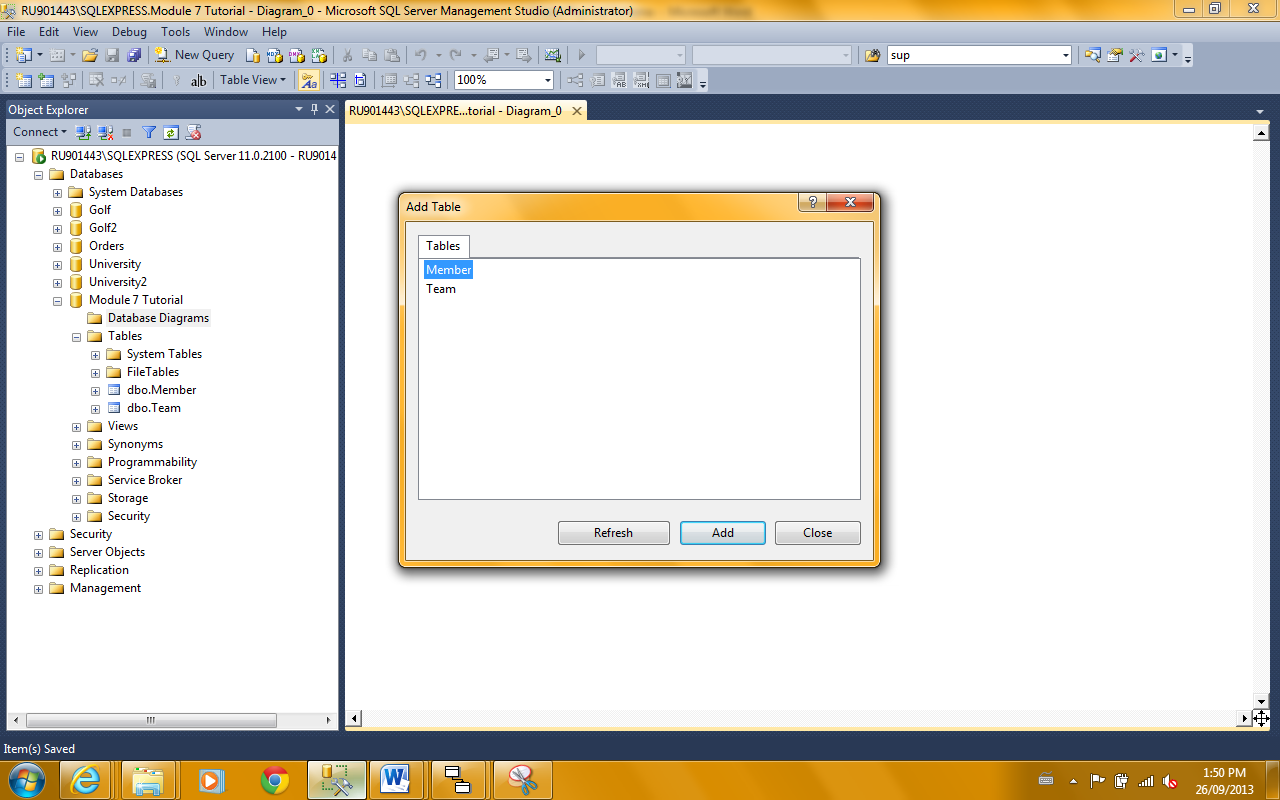 RU901443\SQLEXPRESS.Module 7 Tutorial - Diagram_0 - Microsoft SQL Server Management Studio (Administrator)
File Edit View Debug Tools Window Help
New Query sup
ab| Table View Aa 100%
Object Explorer
Connect
RU901443\SQLEXPRESS (SQL Server 11.0.2100 - RU9014
Databases
System Databases
Golf
Golf2
Orders
University
University2
Module 7 Tutorial
Database Diagrams
Tables
System Tables
FileTables
dbo.Member
dbo.Team
Views
Synonyms
Programmability
Service Broker
Storage
Security
Security
Server Objects
Replication
Management
RU901443\SQLEXPRE...torial - Diagram_0
Add Table
Tables
Member
Team
Refresh Add Close
Item(s) Saved
1:50 PM
26/09/2013